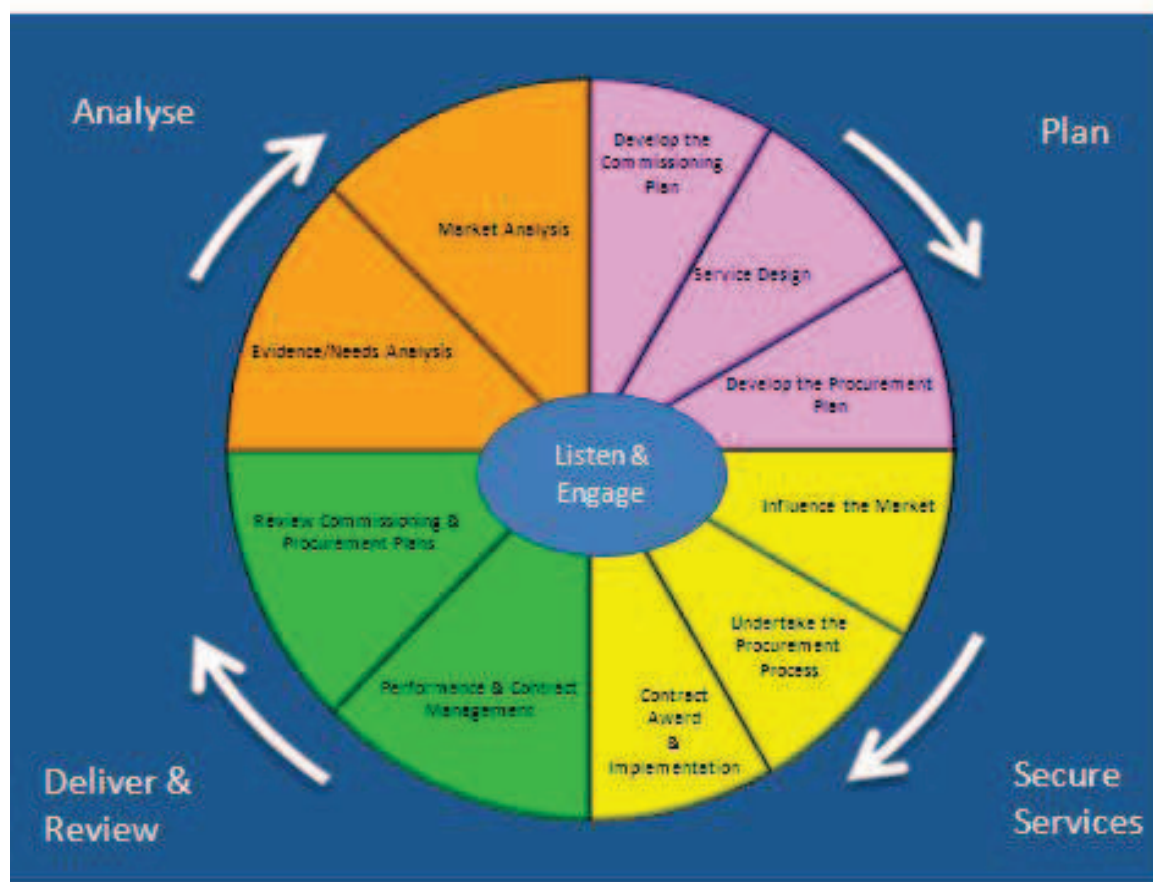 Analyse
Plan
Develop the
Commissioning
Plan
Market Analysis
Service Design
Evidence/Needs Analysis
Develop the Procurement
Plan
Listen &
Engage
Influence the Market
Review Commissioning &
Procurement Plans
Undertake the
Procurement
Process
Performance & Contract
Management
Contract
Award
&
Implementation
Deliver &
Review
Secure
Services